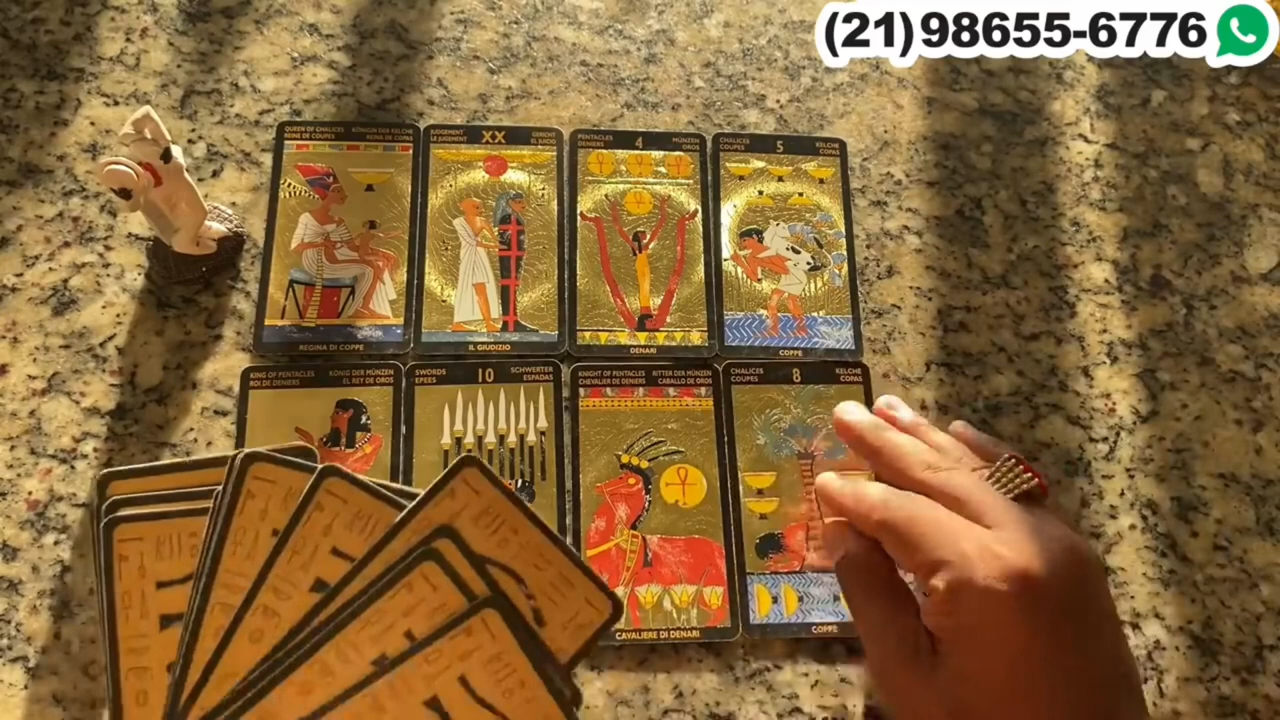 (21)98655-6776
QUEEN OF CHALICES KÖNIGIN DER KELCHE
REINE DE COUPES REINA DE COPAS
REGINA DI COPPE
JUDGEMENT XX GERICHT
LE JUGEMENT EL JUICIO
IL GIUDIZIO
PENTACLES 4 MÜNZEN
DENIERS OROS
DENARI
CHALICES 5 KELCHE
COUPES COPAS
COPPE
KING OF PENTACLES KÖNIG DER MÜNZEN
ROI DE DENIERS EL REY DE OROS
SWORDS 10 SCHWERTER
EPEES ESPADAS
KNIGHT OF PENTACLES RITTER DER MÜNZEN
CHEVALIER DE DENIERS CABALLO DE OROS
CAVALIERE DI DENARI
CHALICES 8 KELCHE
COUPES COPAS
COPPE